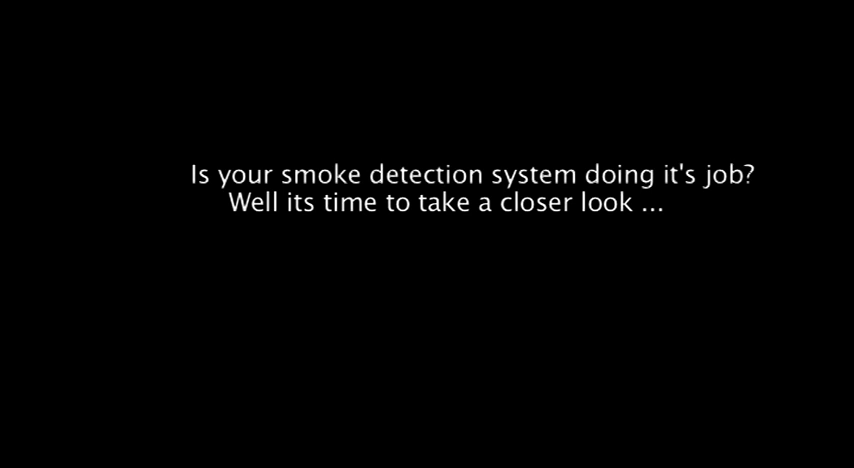 Is your smoke detection system doing it's job?
Well its time to take a closer look ...